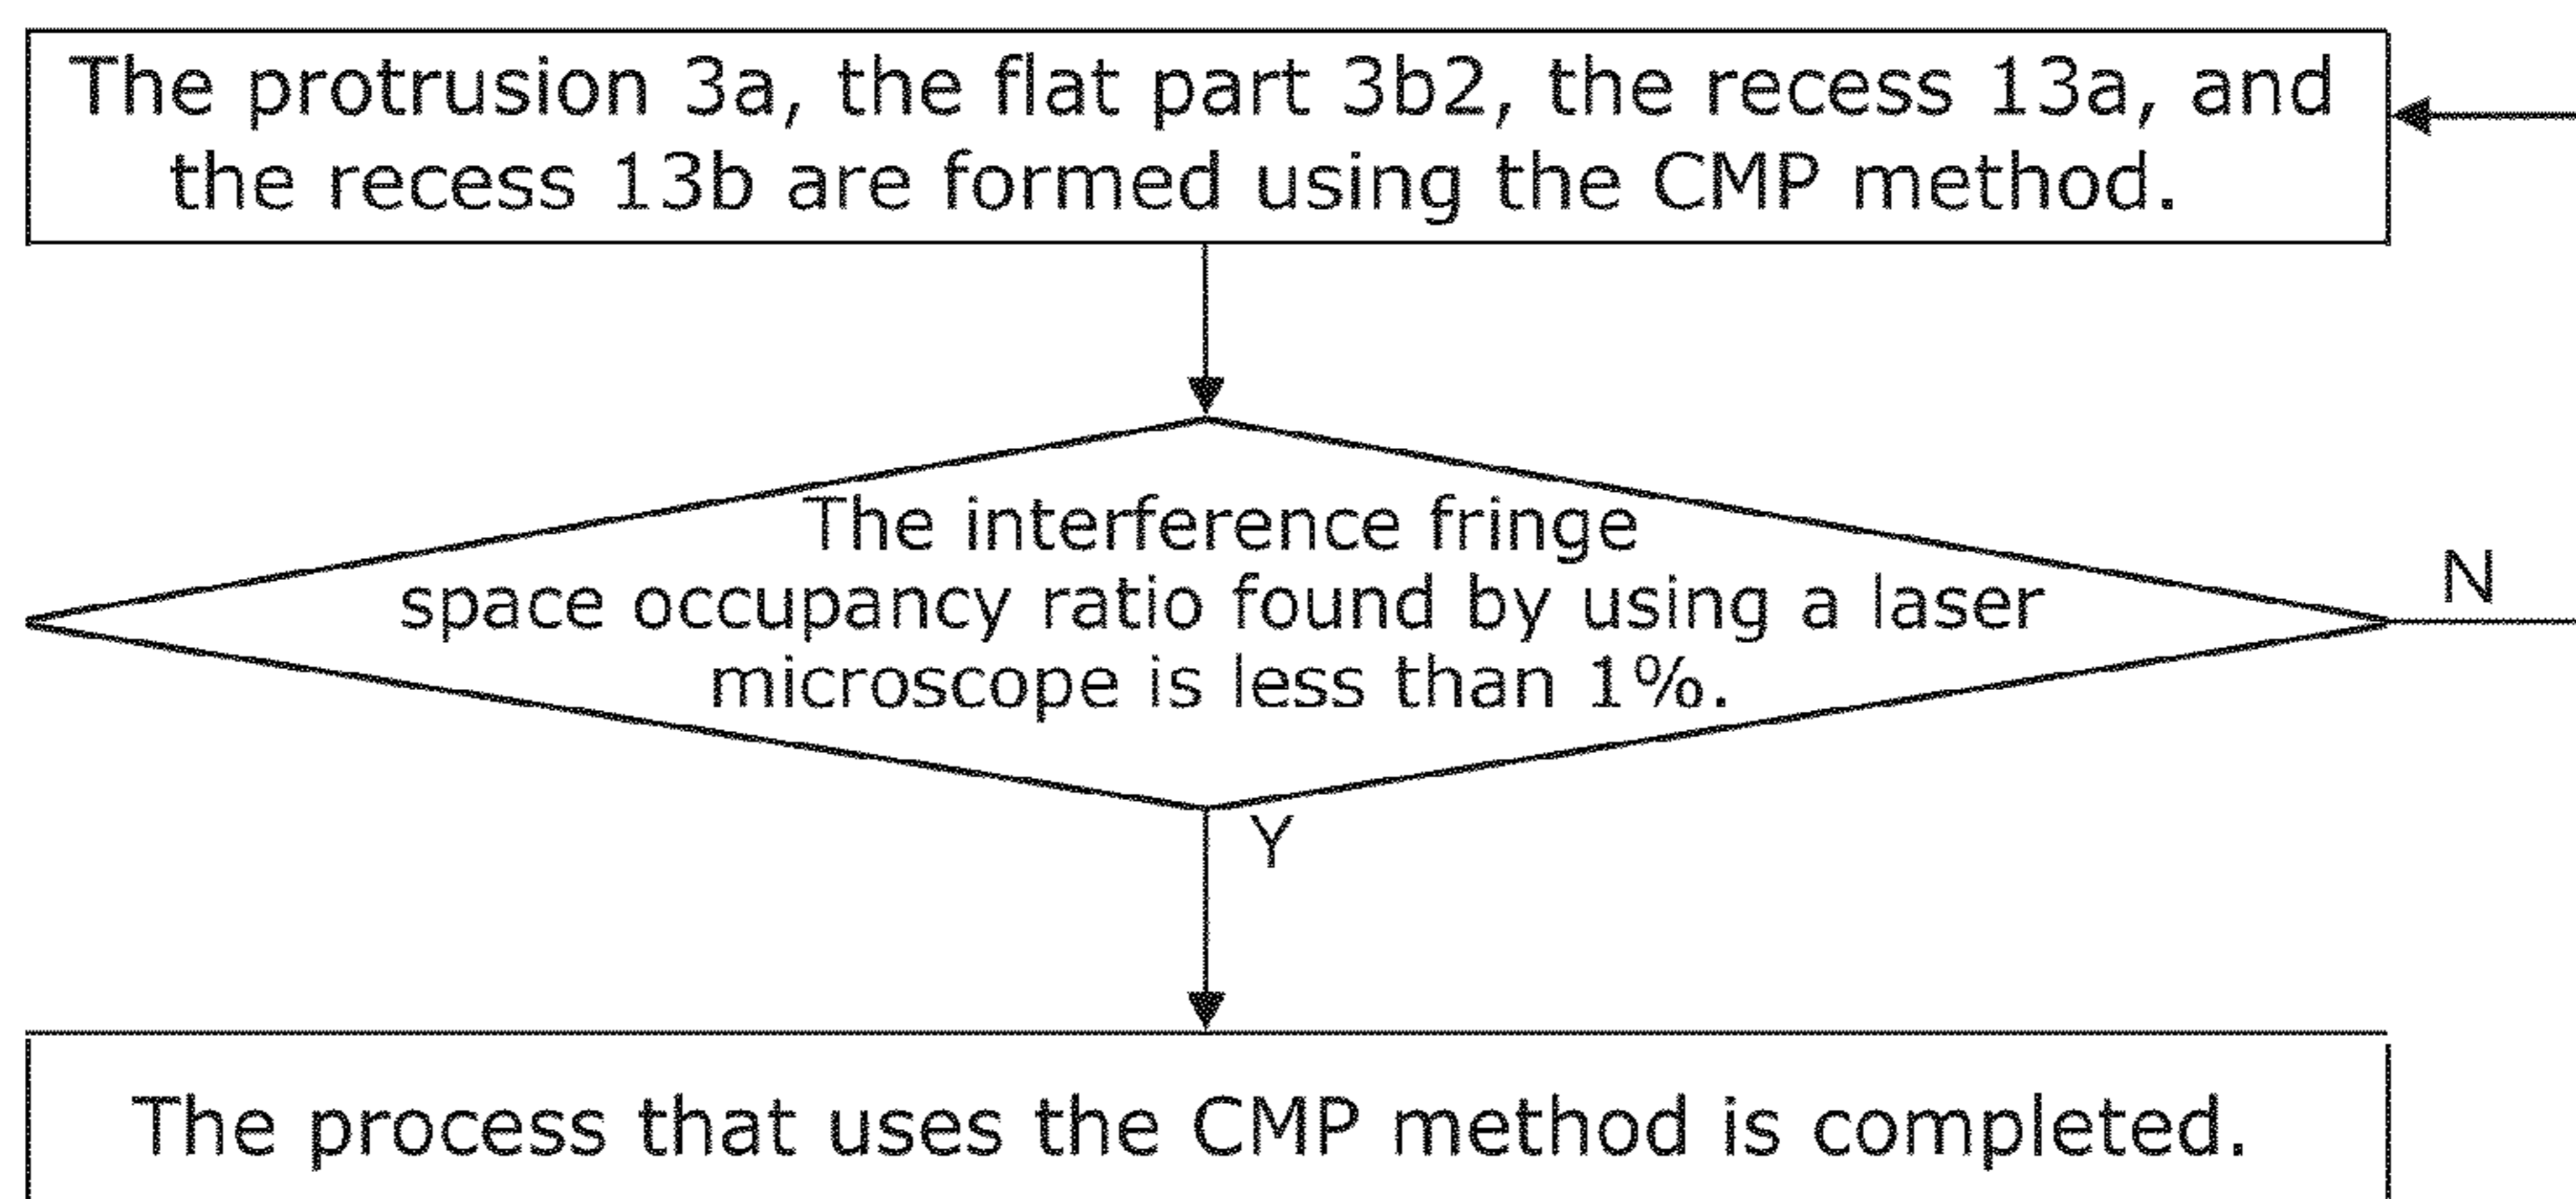 The protrusion 3a, the flat part 3b2, the recess 13a, and
the recess 13b are formed using the CMP method.
The interference fringe
space occupancy ratio found by using a laser
microscope is less than 1%.
N
Y
The process that uses the CMP method is completed.